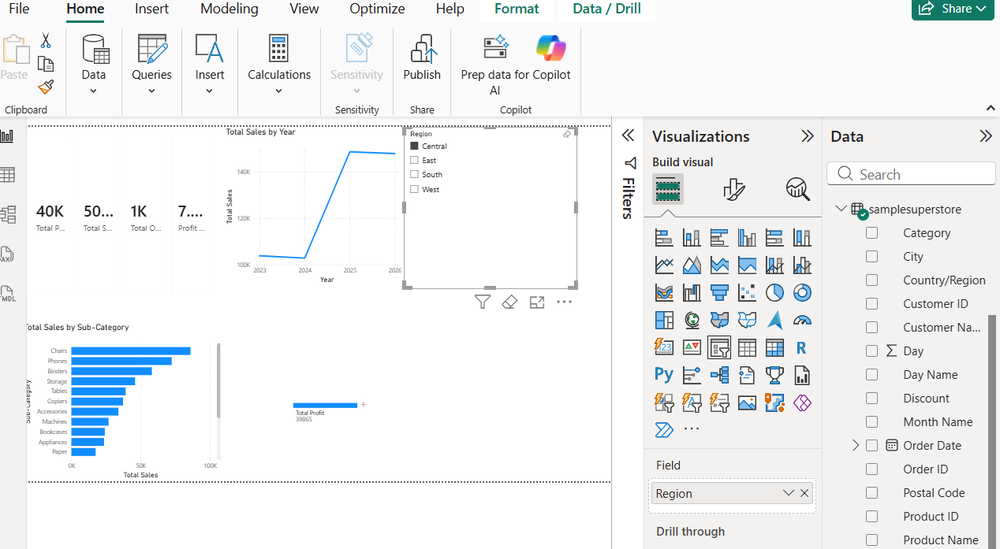 File Home Insert Modeling View Optimize Help Format Data / Drill Share
Paste
Data
Queries
Insert
Calculations
Sensitivity
Publish
Prep data for AI
Copilot
Clipboard
Sensitivity
Share
Copilot
40K
Total P...
50...
Total S...
1K
Total O...
7....
Profit ...
Total Sales by Year
Total Sales
140K
120K
100K
2023 2024 2025 2026
Year
Region
Central
East
South
West
Total Sales by Sub-Category
Sub-Category
Chairs
Phones
Binders
Storage
Tables
Copiers
Accessories
Machines
Bookcases
Appliances
Paper
0K 50K 100K
Total Sales
Total Profit
39865
Filters
Visualizations
Build visual
123
R
Py
Field
Region
Drill through
Data
Search
samplesuperstore
Category
City
Country/Region
Customer ID
Customer Na...
Day
Day Name
Discount
Month Name
Order Date
Order ID
Postal Code
Product ID
Product Name